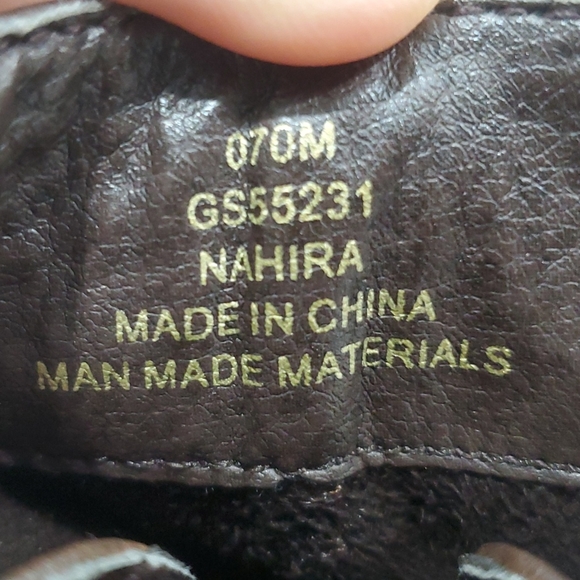 070M
GS55231
NAHIRA
MADE IN CHINA
MAN MADE MATERIALS